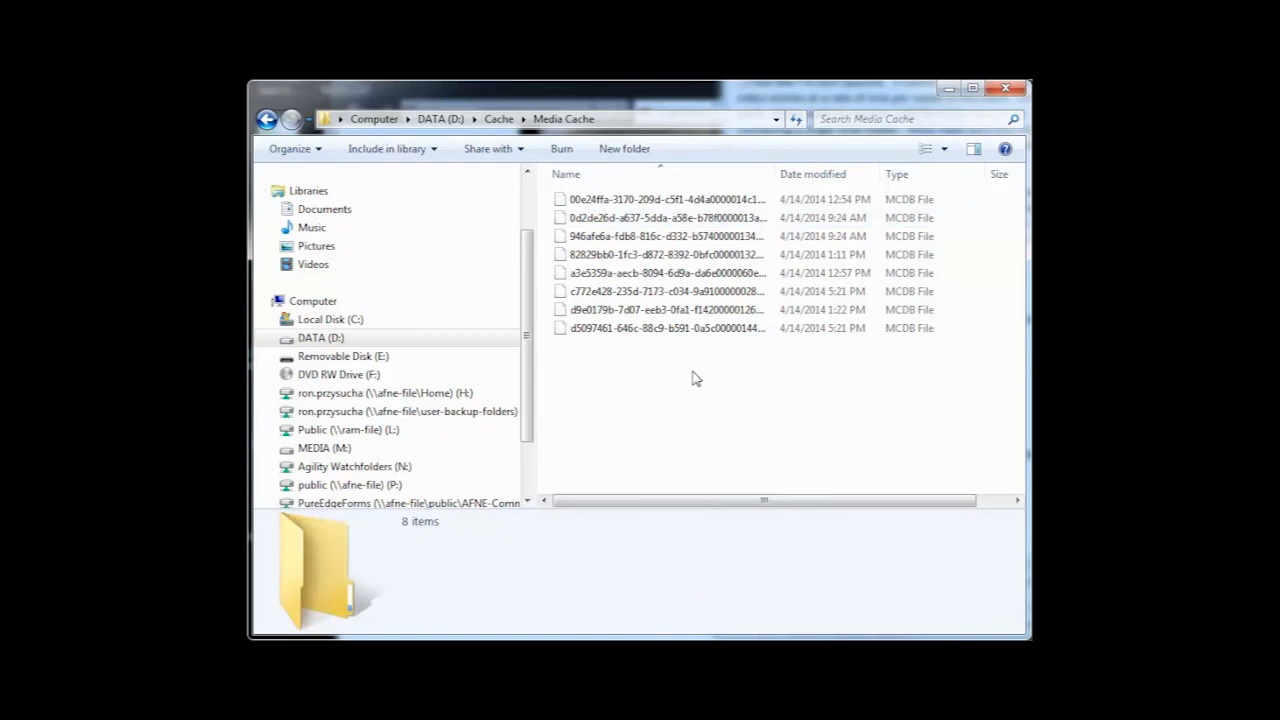 Computer DATA (D:) Cache Media Cache
Search Media Cache
Organize Include in library Share with Burn New folder
Name Date modified Type Size
Libraries
Documents
Music
Pictures
Videos
Computer
Local Disk (C:)
DATA (D:)
Removable Disk (E:)
DVD RW Drive (F:)
ron.przysucha (\\afne-file\Home) (H:)
ron.przysucha (\\afne-file\user-backup-folders)
Public (\\ram-file) (L:)
MEDIA (M:)
Agility Watchfolders (N:)
public (\\afne-file) (P:)
PureEdgeForms (\\afne-file\public\AFNE-Comn
00e24ffa-3170-209d-c5f1-4d4a0000014c1... 4/14/2014 12:54 PM MCDB File
0d2de26d-a637-5dda-a58e-b78f0000013a... 4/14/2014 9:24 AM MCDB File
946afe6a-fdb8-816c-d332-b57400000134... 4/14/2014 9:24 AM MCDB File
82829bb0-1fc3-d872-8392-0bfc00000132... 4/14/2014 1:11 PM MCDB File
a3e5359a-aecb-8094-6d9a-da6e0000060e... 4/14/2014 12:57 PM MCDB File
c772e428-235d-7173-c034-9a9100000028... 4/14/2014 5:21 PM MCDB File
d9e0179b-7d07-eeb3-0fa1-f14200000126... 4/14/2014 1:22 PM MCDB File
d5097461-646c-88c9-b591-0a5c00000144... 4/14/2014 5:21 PM MCDB File
8 items